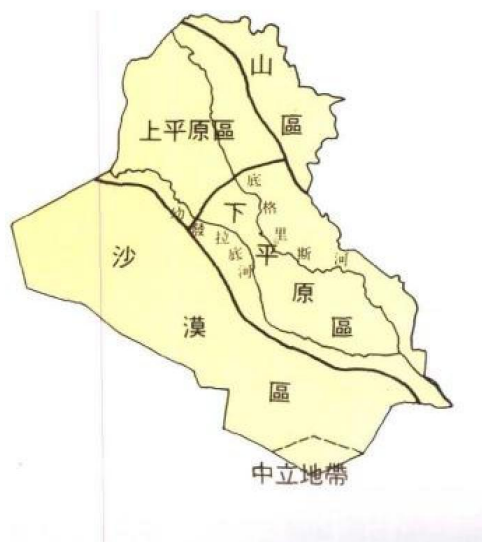 山區
上平原區
底格里斯河
幼發拉底河
下平原區
沙漠區
中立地帶